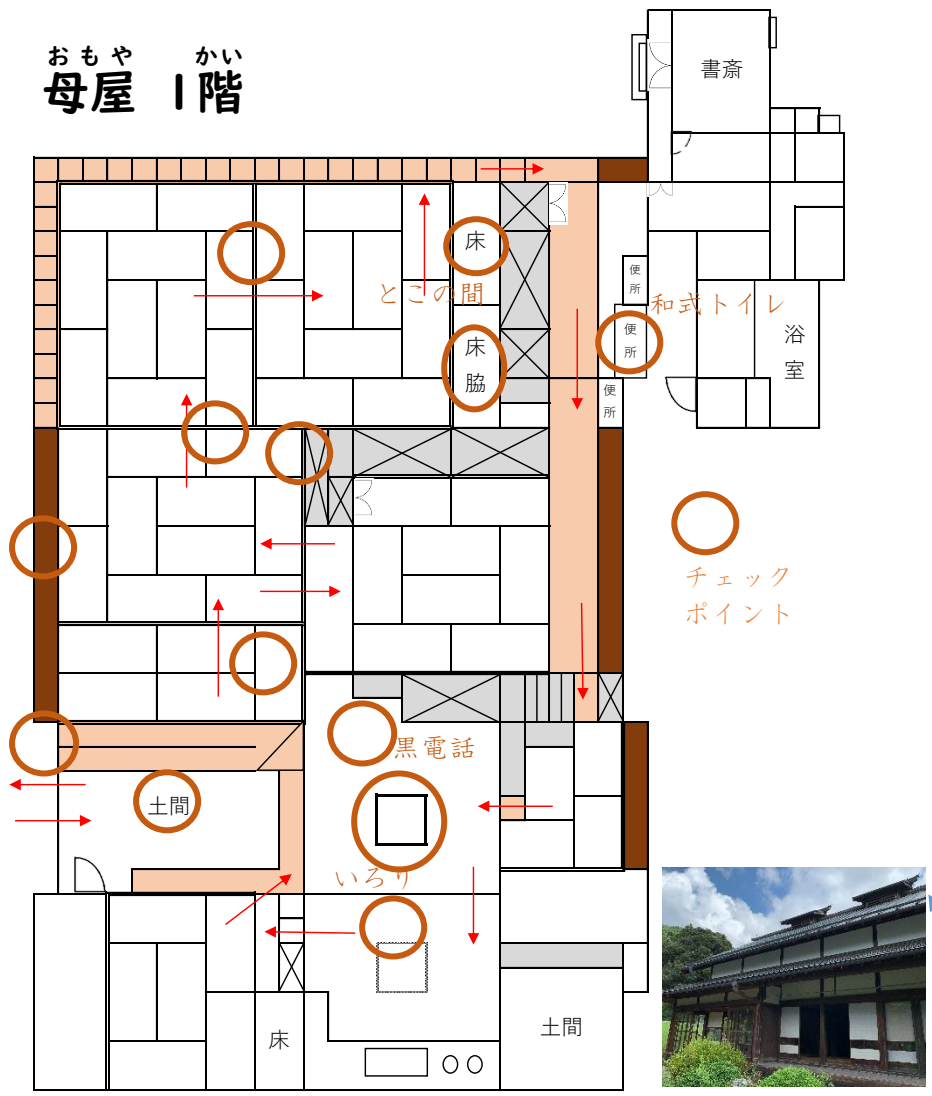 おもや かい
母屋 1階
書斎
床
便所
とこの間
和式トイレ
便所
浴室
床脇
便所
チェック
ポイント
黒電話
土間
いろり
土間
床